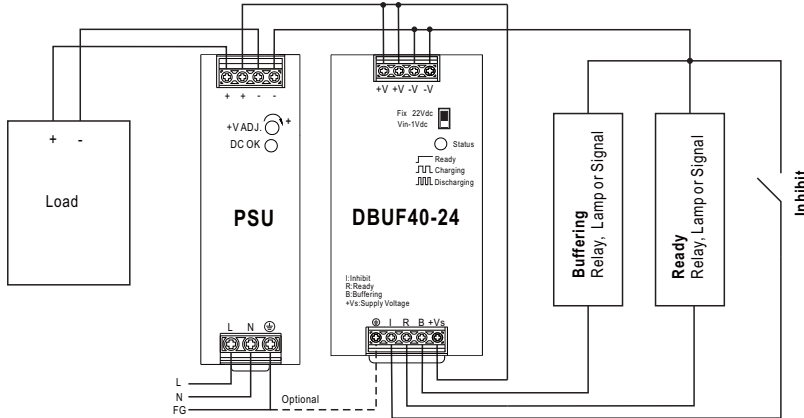 + + - -
+V ADJ.
+
DC OK
PSU
L N
L
N
FG
Optional
+ -
Load
+V +V -V -V
Fix 22Vdc
Vin-1Vdc
Status
Ready
Charging
Discharging
DBUF40-24
I:Inhibit
R:Ready
B:Buffering
+Vs:Supply Voltage
I R B +Vs
Buffering
Relay, Lamp or Signal
Ready
Relay, Lamp or Signal
Inhibit